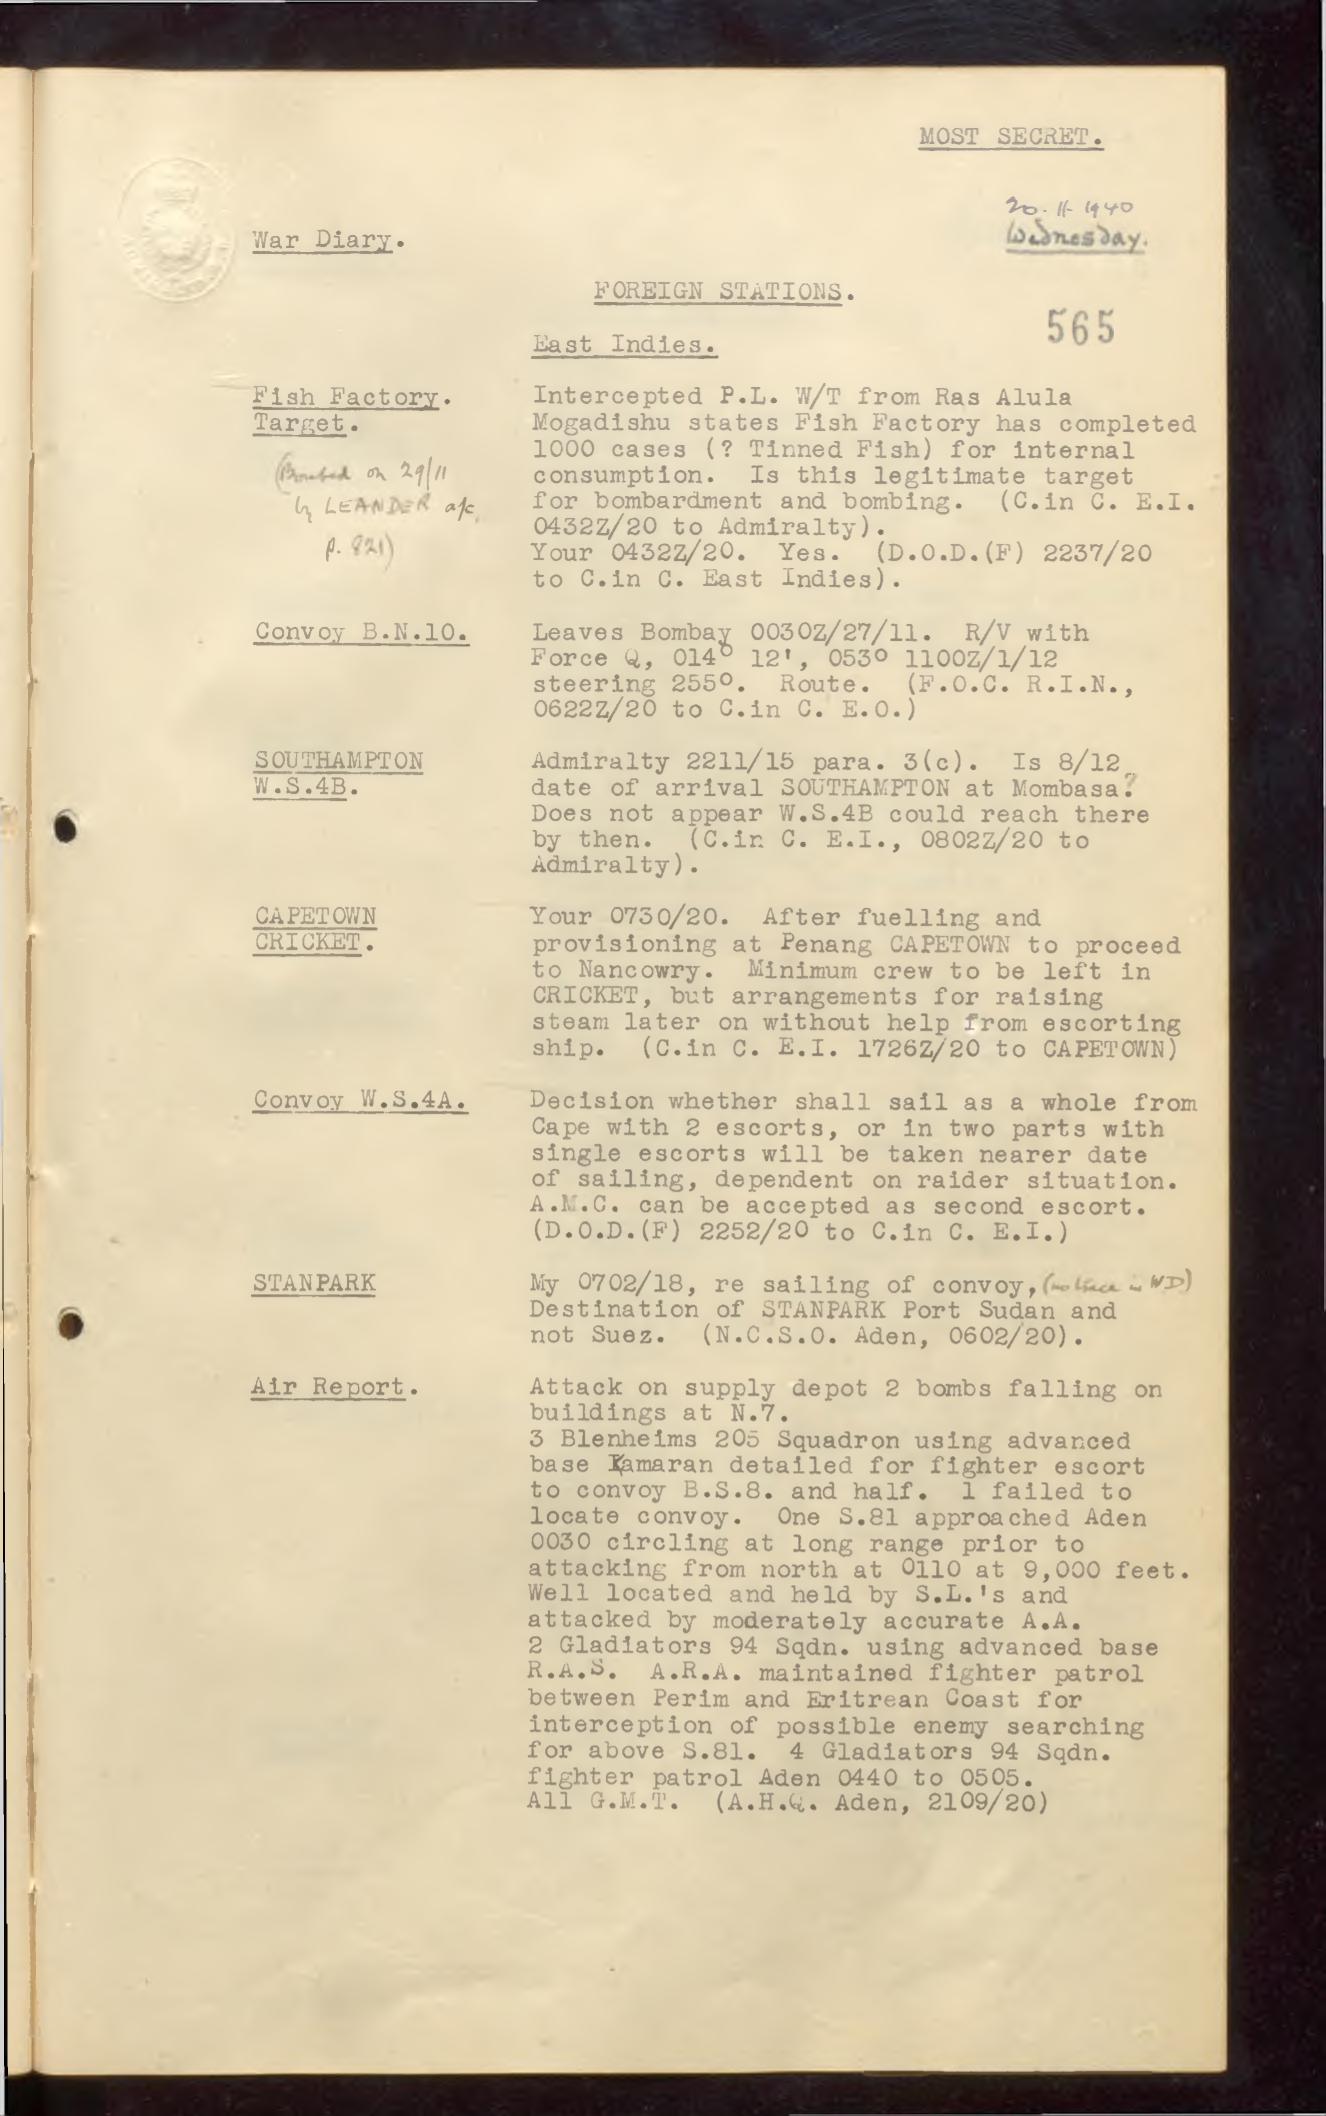 MOST SECRET.
20-11-1940
Wednesday.
War Diary.
FOREIGN STATIONS.
565
East Indies.
Fish Factory.
Target.
(Bombed on 29/11
by LEANDER a/c,
p. 821)
Intercepted P.L. W/T from Ras Alula
Mogadishu states Fish Factory has completed
1000 cases (? Tinned Fish) for internal
consumption. Is this legitimate target
for bombardment and bombing. (C.in C. E.I.
0432Z/20 to Admiralty).
Your 0432Z/20. Yes. (D.O.D.(F) 2237/20
to C.in C. East Indies).
Convoy B.N.10.
Leaves Bombay 0030Z/27/11. R/V with
Force Q, 014° 12', 053° 1100Z/1/12
steering 255°. Route. (F.O.C. R.I.N.,
0622Z/20 to C.in C. E.O.)
SOUTHAMPTON
W.S.4B.
Admiralty 2211/15 para. 3(c). Is 8/12
date of arrival SOUTHAMPTON at Mombasa?
Does not appear W.S.4B could reach there
by then. (C.in C. E.I., 0802Z/20 to
Admiralty).
CAPETOWN
CRICKET.
Your 0730/20. After fuelling and
provisioning at Penang CAPETOWN to proceed
to Nancowry. Minimum crew to be left in
CRICKET, but arrangements for raising
steam later on without help from escorting
ship. (C.in C. E.I. 1726Z/20 to CAPETOWN)
Convoy W.S.4A.
Decision whether shall sail as a whole from
Cape with 2 escorts, or in two parts with
single escorts will be taken nearer date
of sailing, dependent on raider situation.
A.M.C. can be accepted as second escort.
(D.O.D.(F) 2252/20 to C.in C. E.I.)
STANPARK
My 0702/18, re sailing of convoy, (no trace in WD)
Destination of STANPARK Port Sudan and
not Suez. (N.C.S.O. Aden, 0602/20).
Air Report.
Attack on supply depot 2 bombs falling on
buildings at N.7.
3 Blenheims 205 Squadron using advanced
base Kamaran detailed for fighter escort
to convoy B.S.8. and half. 1 failed to
locate convoy. One S.81 approached Aden
0030 circling at long range prior to
attacking from north at 0110 at 9,000 feet.
Well located and held by S.L.'s and
attacked by moderately accurate A.A.
2 Gladiators 94 Sqdn. using advanced base
R.A.S. A.R.A. maintained fighter patrol
between Perim and Eritrean Coast for
interception of possible enemy searching
for above S.81. 4 Gladiators 94 Sqdn.
fighter patrol Aden 0440 to 0505.
All G.M.T. (A.H.Q. Aden, 2109/20)